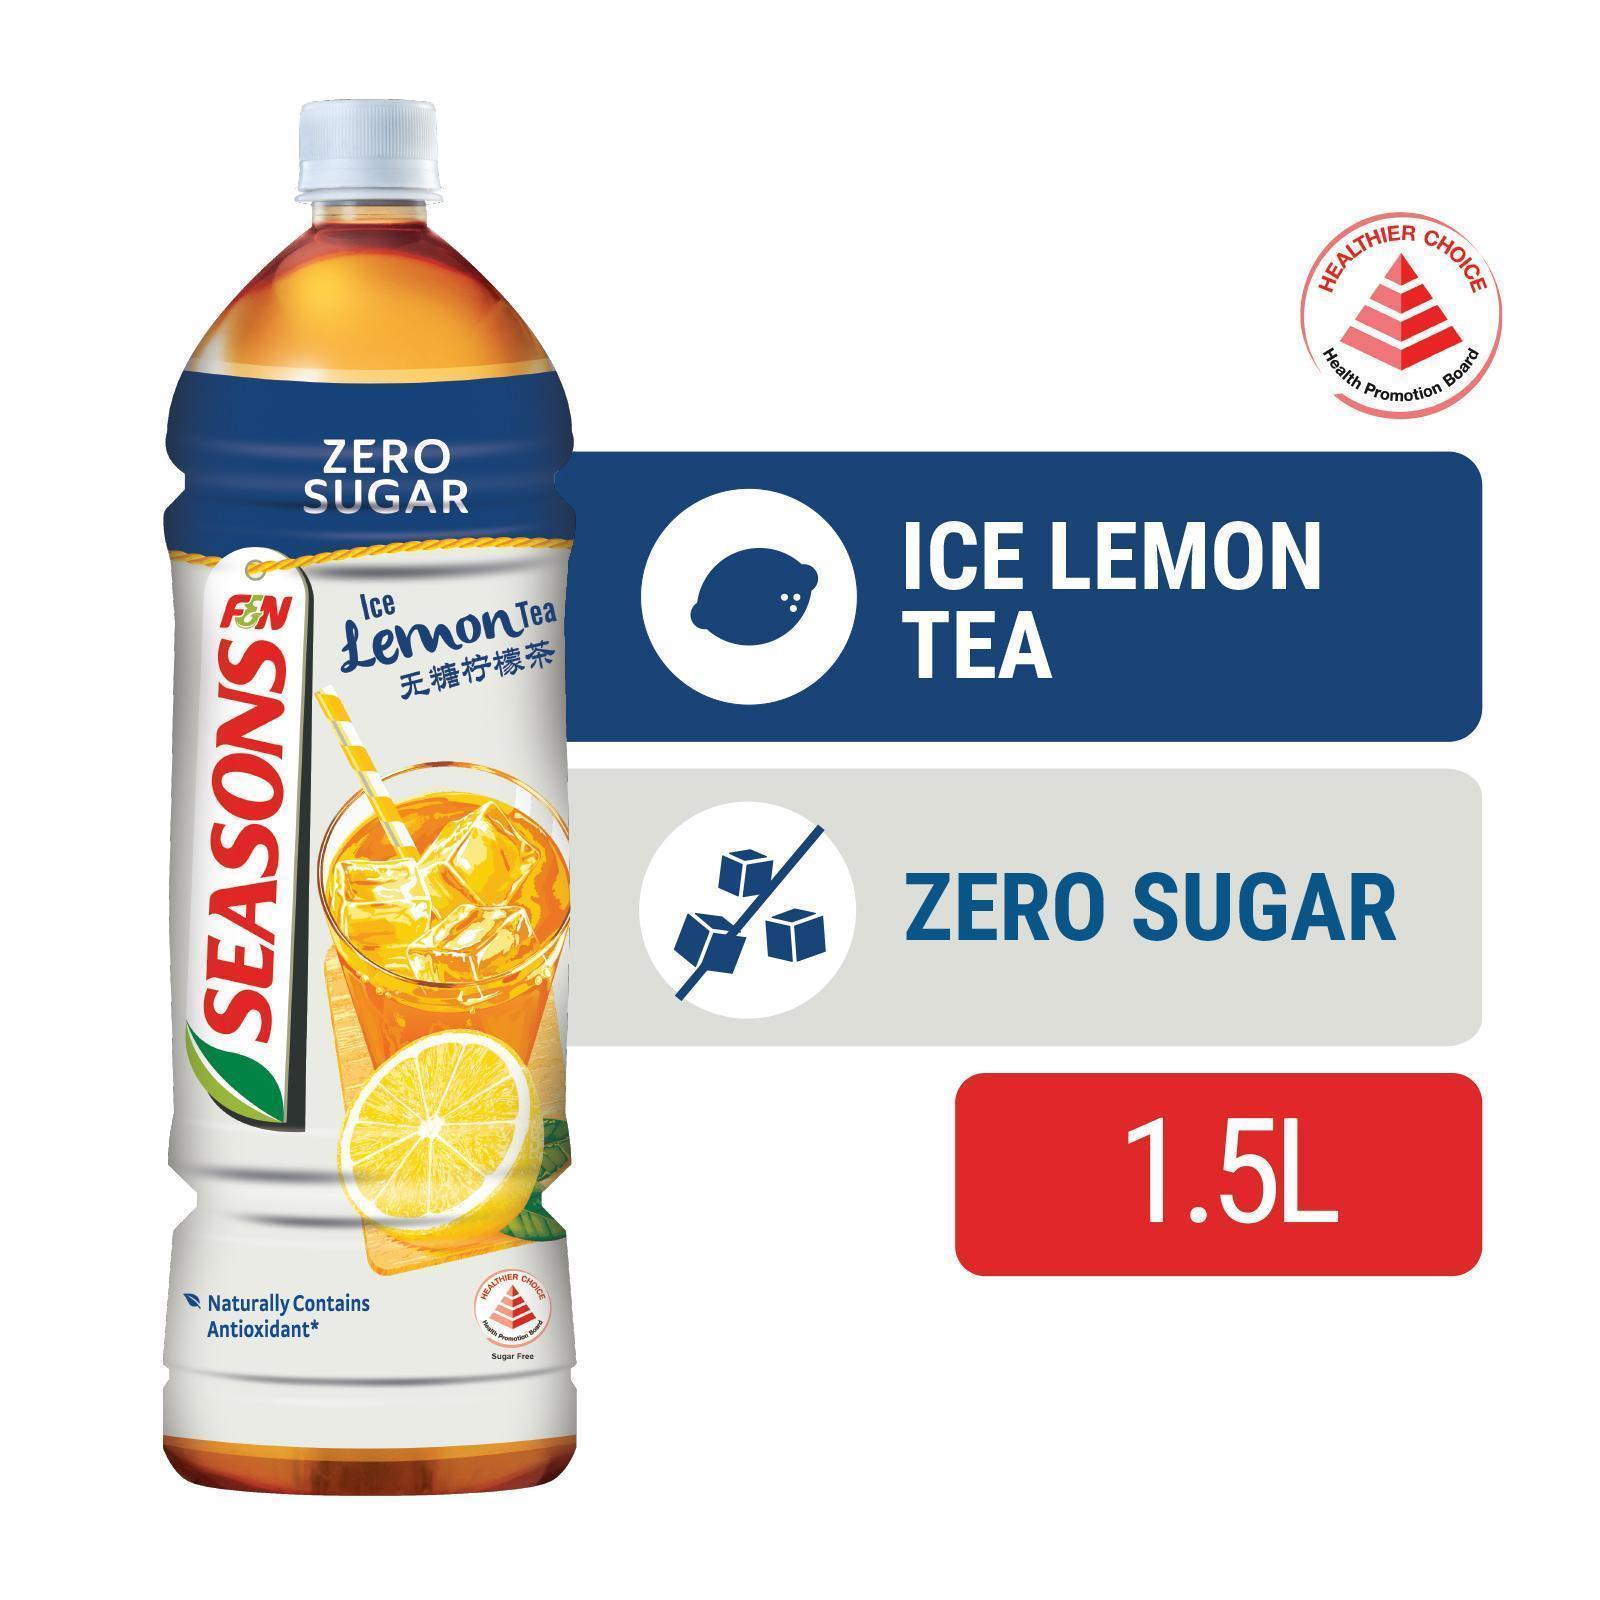 ZERO
SUGAR
F&N
SEASONS
Ice
Lemon Tea
无糖柠檬茶
Naturally Contains
Antioxidant*
HEALTHIER CHOICE
Health Promotion Board
Sugar Free
HEALTHIER CHOICE
Health Promotion Board
ICE LEMON
TEA
ZERO SUGAR
1.5L